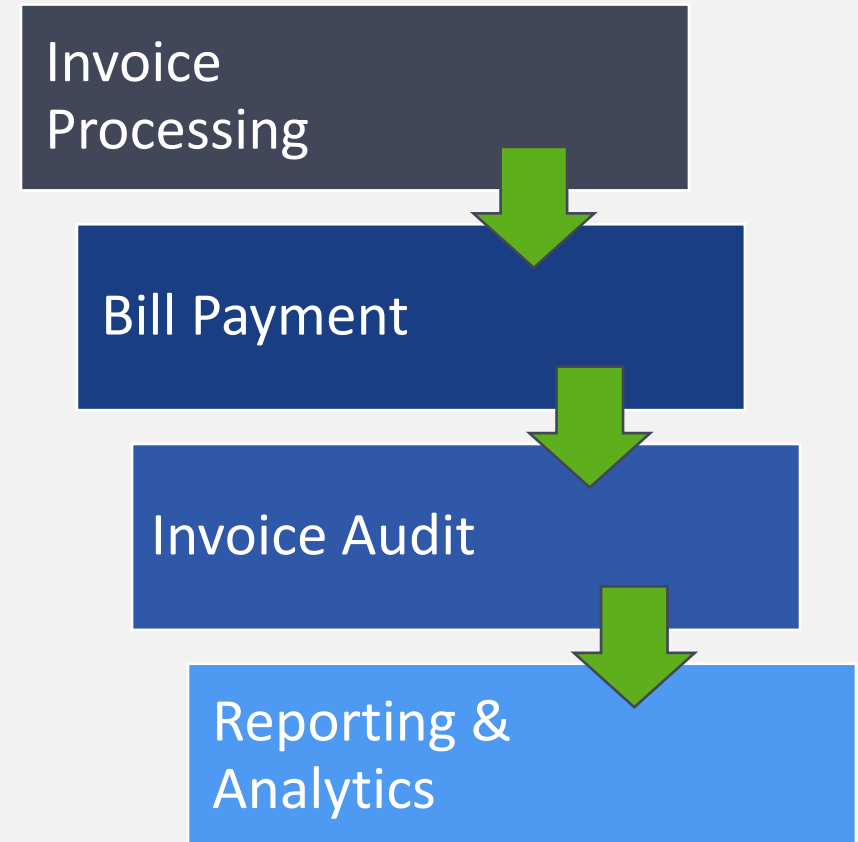 Invoice
Processing
Bill Payment
Invoice Audit
Reporting &
Analytics